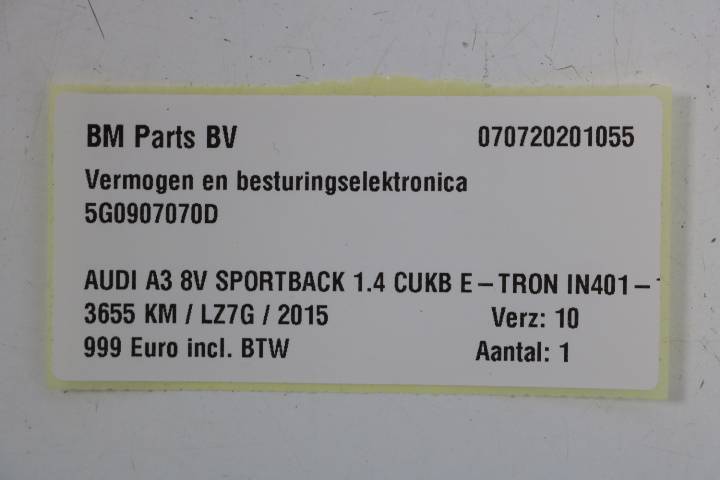 BM Parts BV 070720201055
Vermogen en besturingselektronica
5G0907070D
AUDI A3 8V SPORTBACK 1.4 CUKB E-TRON IN401-
3655 KM / LZ7G / 2015 Verz: 10
999 Euro incl. BTW Aantal: 1